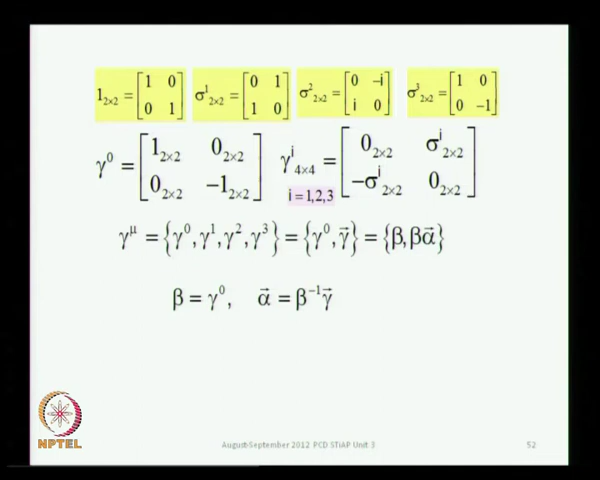 1₂ₓ₂ = [1 0; 0 1] σ¹₂ₓ₂ = [0 1; 1 0] σ²₂ₓ₂ = [0 -i; i 0] σ³₂ₓ₂ = [1 0; 0 -1]
γ⁰ = [1₂ₓ₂ 0₂ₓ₂; 0₂ₓ₂ -1₂ₓ₂] γⁱ₄ₓ₄ = [0₂ₓ₂ σⁱ₂ₓ₂; -σⁱ₂ₓ₂ 0₂ₓ₂]
i = 1,2,3
γ^μ = {γ⁰, γ¹, γ², γ³} = {γ⁰, γ⃗} = {β, βα⃗}
β = γ⁰, α⃗ = β⁻¹γ⃗
NPTEL
August-September 2012 PCD STiAP Unit 3
52